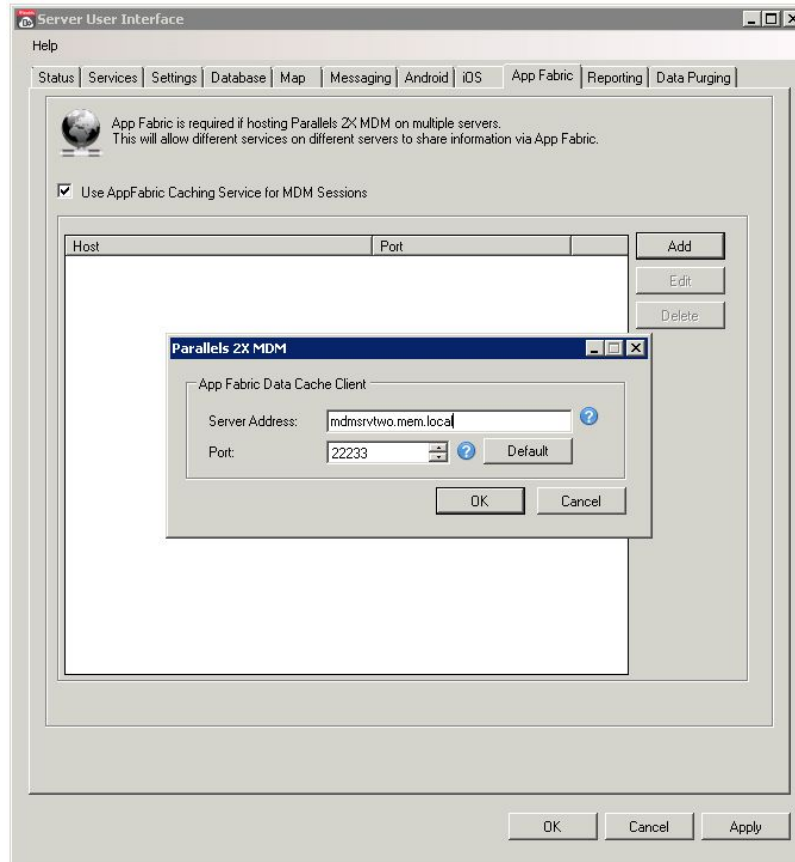 Server User Interface
Help
Status Services Settings Database Map Messaging Android iOS App Fabric Reporting Data Purging
App Fabric is required if hosting Parallels 2X MDM on multiple servers.
This will allow different services on different servers to share information via App Fabric.
Use AppFabric Caching Service for MDM Sessions
Host Port Add
Edit
Delete
Parallels 2X MDM
App Fabric Data Cache Client
Server Address: mdmsrvtwo.mem.local ?
Port: 22233 ? Default
OK Cancel
OK Cancel Apply